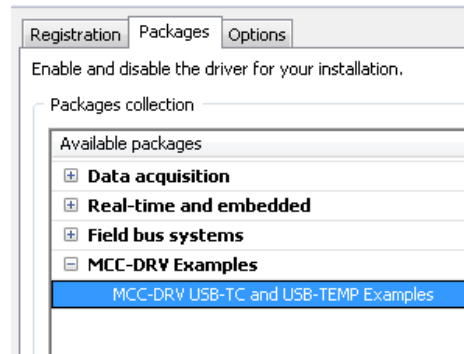 Registration Packages Options
Enable and disable the driver for your installation.
Packages collection
Available packages
Data acquisition
Real-time and embedded
Field bus systems
MCC-DRV Examples
MCC-DRV USB-TC and USB-TEMP Examples